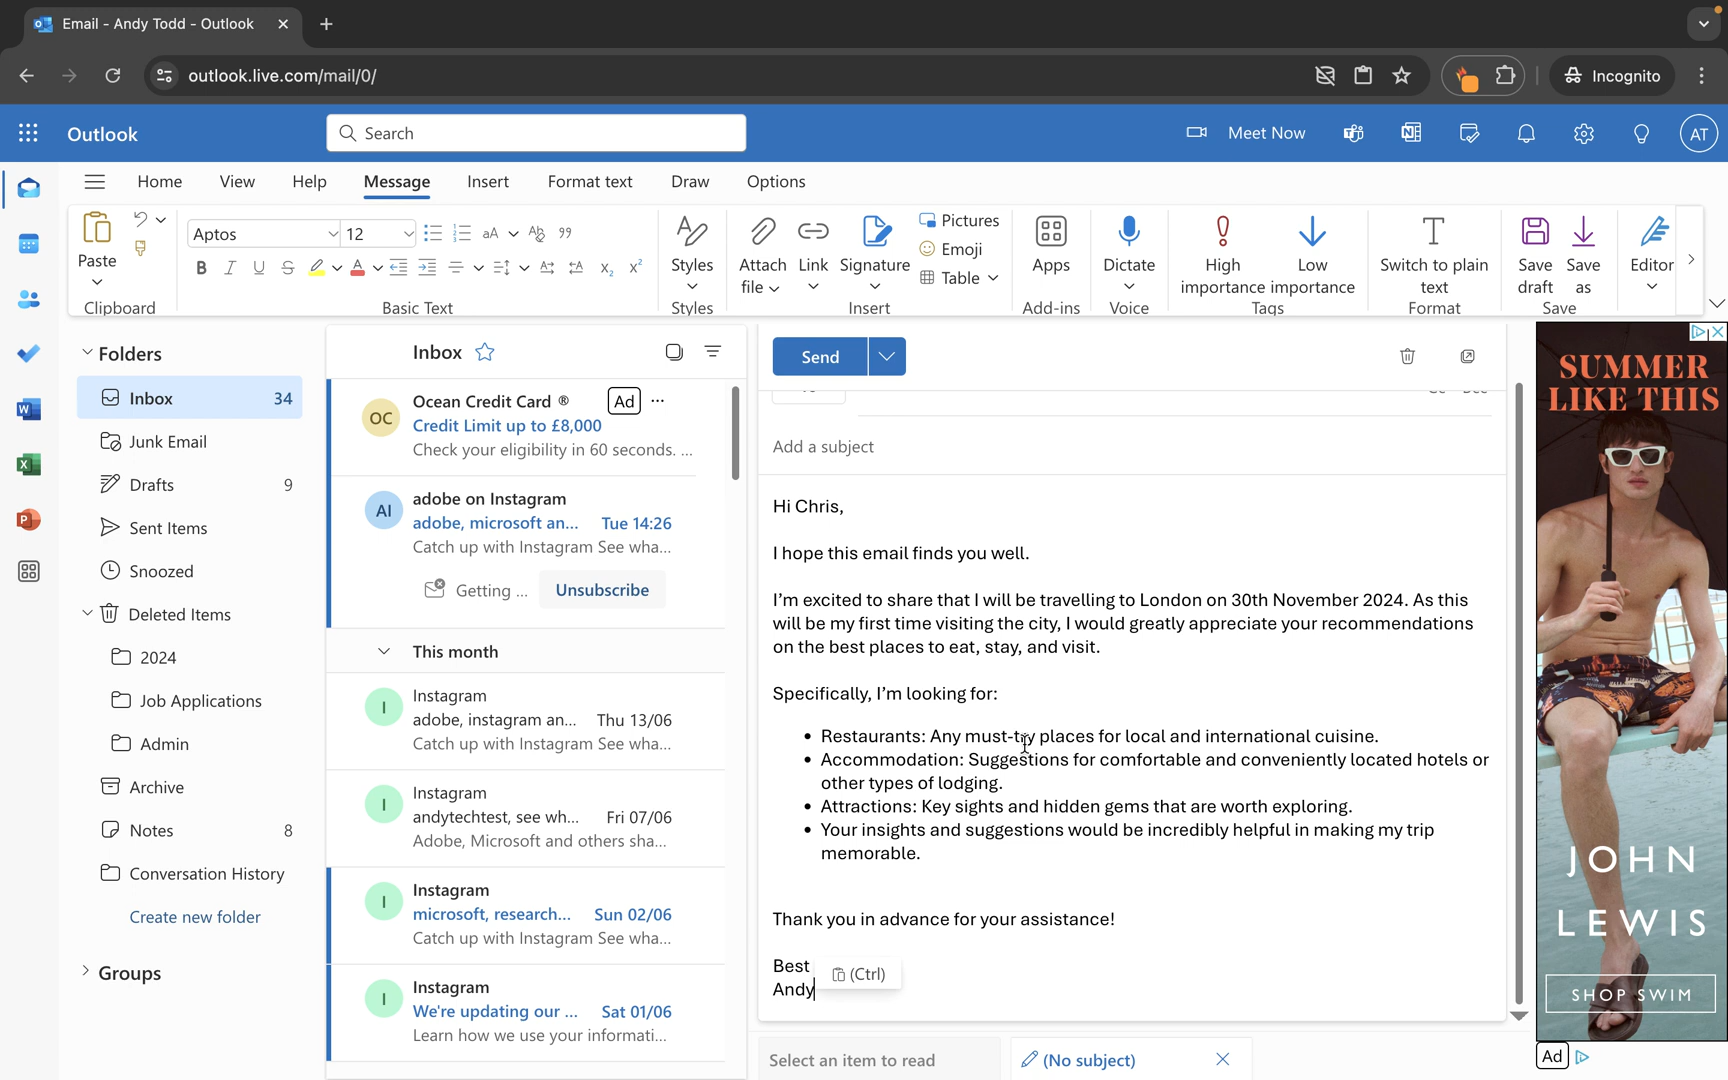 Email - Andy Todd - Outlook
outlook.live.com/mail/0/
Incognito
Outlook
Search
Meet Now
AT
Home View Help Message Insert Format text Draw Options
Paste
Clipboard
Aptos 12
Basic Text
Styles
Styles
Attach file
Link
Signature
Pictures
Emoji
Table
Insert
Apps
Add-ins
Dictate
Voice
High importance
Low importance
Tags
Switch to plain text
Format
Save draft
Save as
Save
Editor
Folders
Inbox 34
Junk Email
Drafts 9
Sent Items
Snoozed
Deleted Items
2024
Job Applications
Admin
Archive
Notes 8
Conversation History
Create new folder
Groups
Inbox
OC
Ocean Credit Card ® Ad
Credit Limit up to £8,000
Check your eligibility in 60 seconds. ...
AI
adobe on Instagram
adobe, microsoft an... Tue 14:26
Catch up with Instagram See wha...
Getting ... Unsubscribe
This month
I
Instagram
adobe, instagram an... Thu 13/06
Catch up with Instagram See wha...
I
Instagram
andytechtest, see wh... Fri 07/06
Adobe, Microsoft and others sha...
I
Instagram
microsoft, research... Sun 02/06
Catch up with Instagram See wha...
I
Instagram
We're updating our ... Sat 01/06
Learn how we use your informati...
Send
Add a subject
Hi Chris,
I hope this email finds you well.
I'm excited to share that I will be travelling to London on 30th November 2024. As this
will be my first time visiting the city, I would greatly appreciate your recommendations
on the best places to eat, stay, and visit.
Specifically, I'm looking for:
• Restaurants: Any must-try places for local and international cuisine.
• Accommodation: Suggestions for comfortable and conveniently located hotels or
other types of lodging.
• Attractions: Key sights and hidden gems that are worth exploring.
• Your insights and suggestions would be incredibly helpful in making my trip
memorable.
Thank you in advance for your assistance!
Best
Andy
(Ctrl)
Select an item to read
(No subject)
SUMMER
LIKE THIS
JOHN
LEWIS
SHOP SWIM
Ad